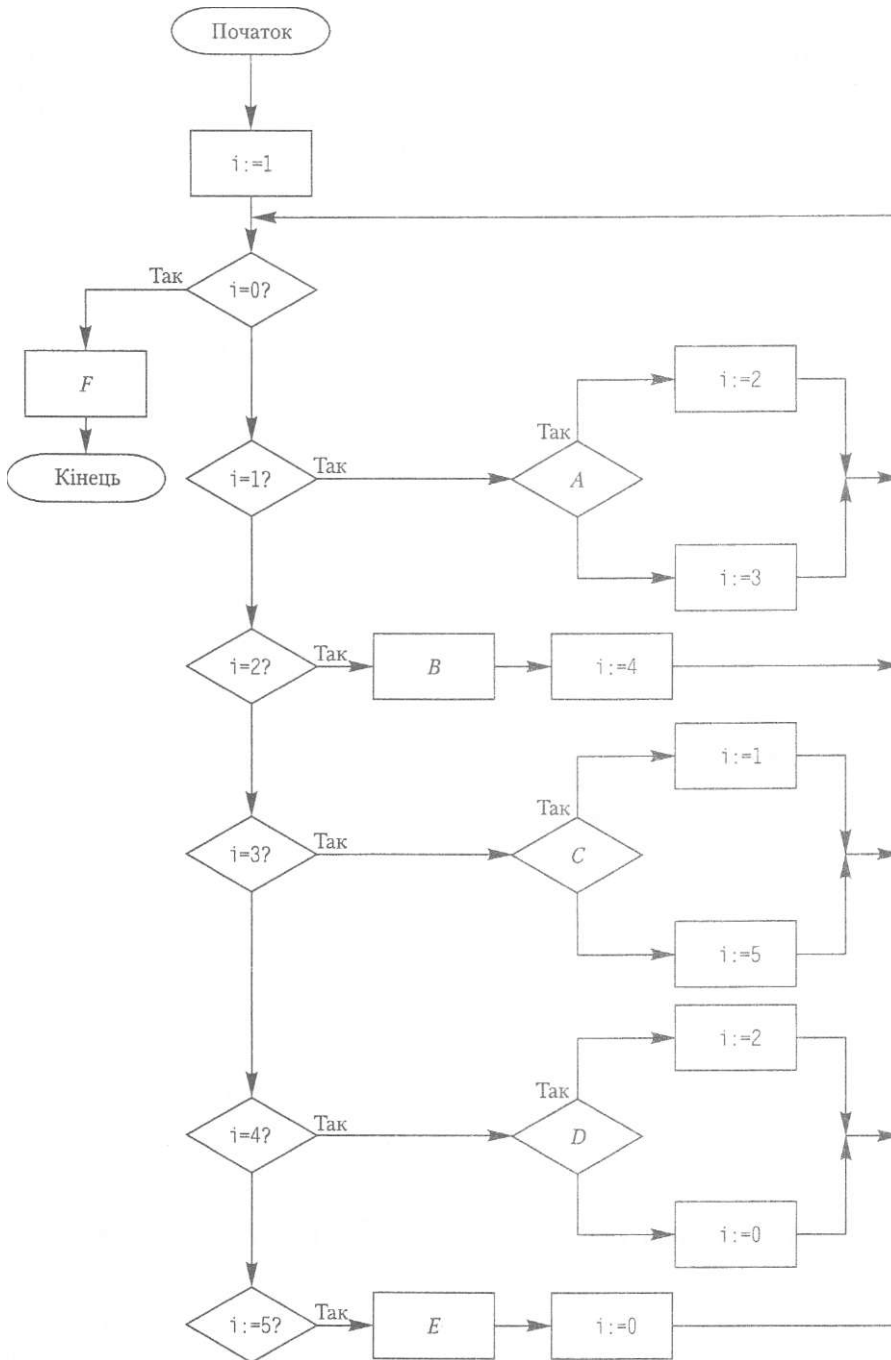 Початок
i:=1
Так
i=0?
F
Кінець
i=1?
Так
Так
A
i:=2
i:=3
i=2?
Так
B
i:=4
i=3?
Так
Так
C
i:=1
i:=5
i=4?
Так
Так
D
i:=2
i:=0
i:=5?
Так
E
i:=0